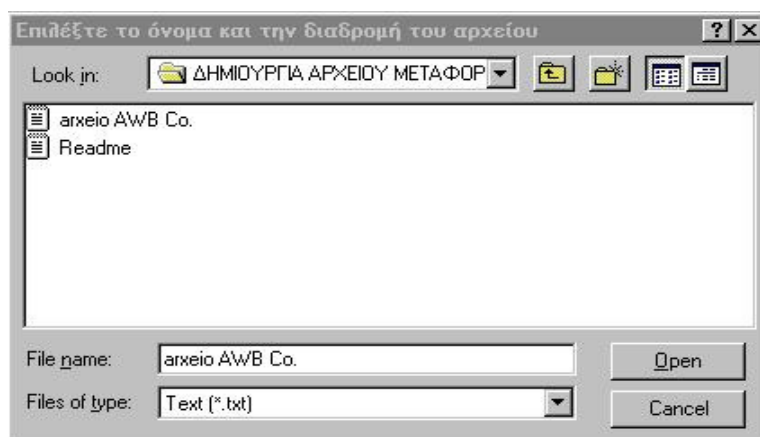 Επιλέξτε το όνομα και την διαδρομή του αρχείου
Look in: ΔΗΜΙΟΥΡΓΙΑ ΑΡΧΕΙΟΥ ΜΕΤΑΦΟΡ
arxeio AWB Co.
Readme
File name: arxeio AWB Co. Open
Files of type: Text (*.txt) Cancel